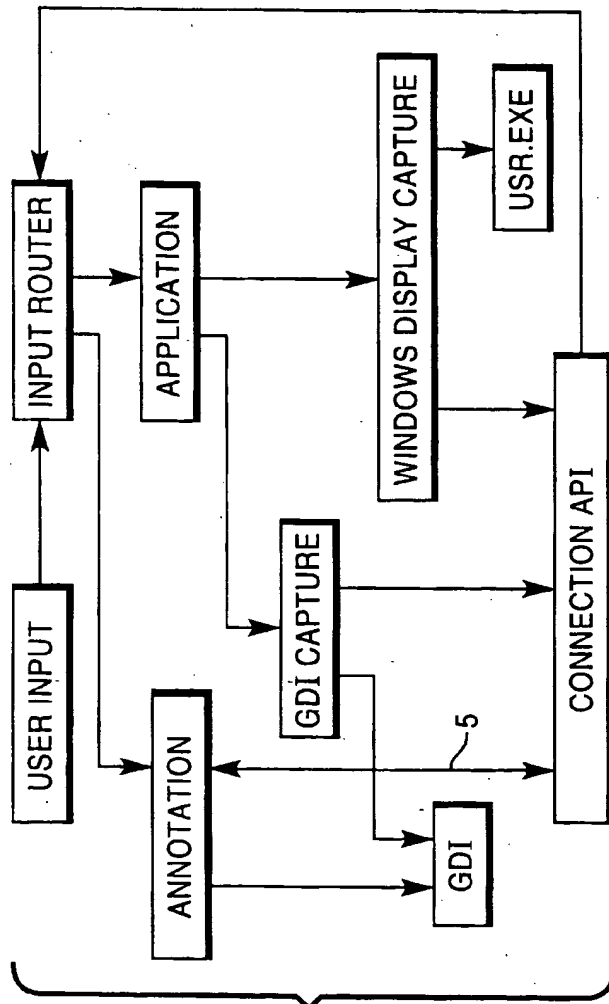 USER INPUT
INPUT ROUTER
ANNOTATION
APPLICATION
GDI CAPTURE
WINDOWS DISPLAY CAPTURE
5
GDI
USR.EXE
CONNECTION API